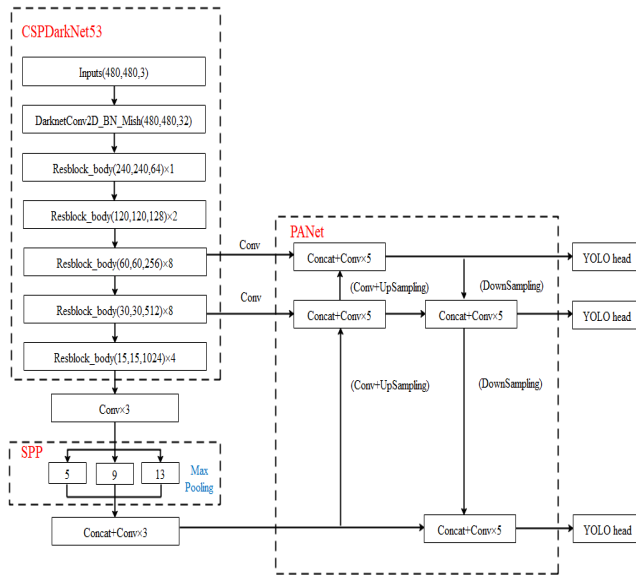 CSPDarkNet53
Inputs(480,480,3)
DarknetConv2D_BN_Mish(480,480,32)
Resblock_body(240,240,64)×1
Resblock_body(120,120,128)×2
Resblock_body(60,60,256)×8
Resblock_body(30,30,512)×8
Resblock_body(15,15,1024)×4
Conv×3
SPP
5
9
13
Max
Pooling
Concat+Conv×3
Conv
Conv
PANet
Concat+Conv×5
(Conv+UpSampling)
(DownSampling)
Concat+Conv×5
Concat+Conv×5
(Conv+UpSampling)
(DownSampling)
Concat+Conv×5
YOLO head
YOLO head
YOLO head